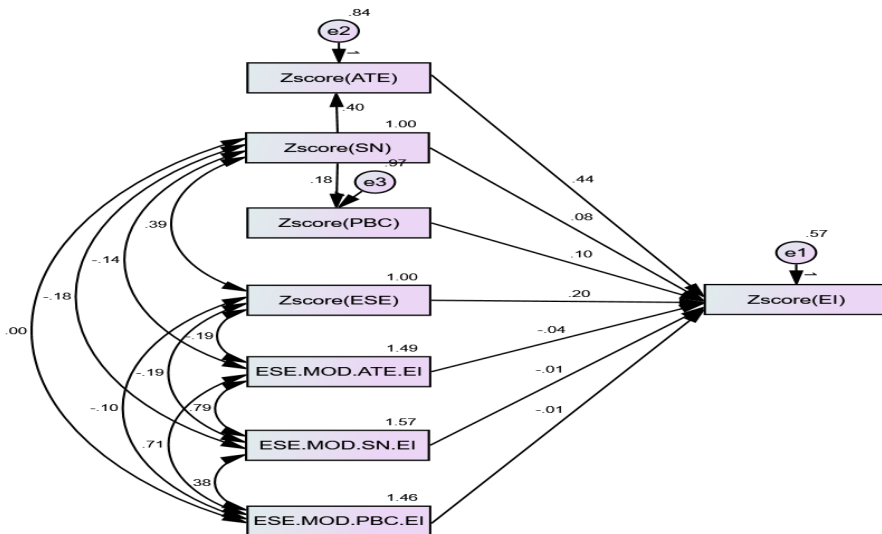 .84
e2
1
Zscore(ATE)
.40
1.00
Zscore(SN)
.97
.18
e3
.44
Zscore(PBC)
.08
.39
-.14
.10
.57
-.18
e1
1
1.00
Zscore(ESE)
.20
Zscore(EI)
.00
-.19
-.04
1.49
-.19
ESE.MOD.ATE.EI
-.01
-.10
.79
1.57
-.01
.71
ESE.MOD.SN.EI
.38
1.46
ESE.MOD.PBC.EI